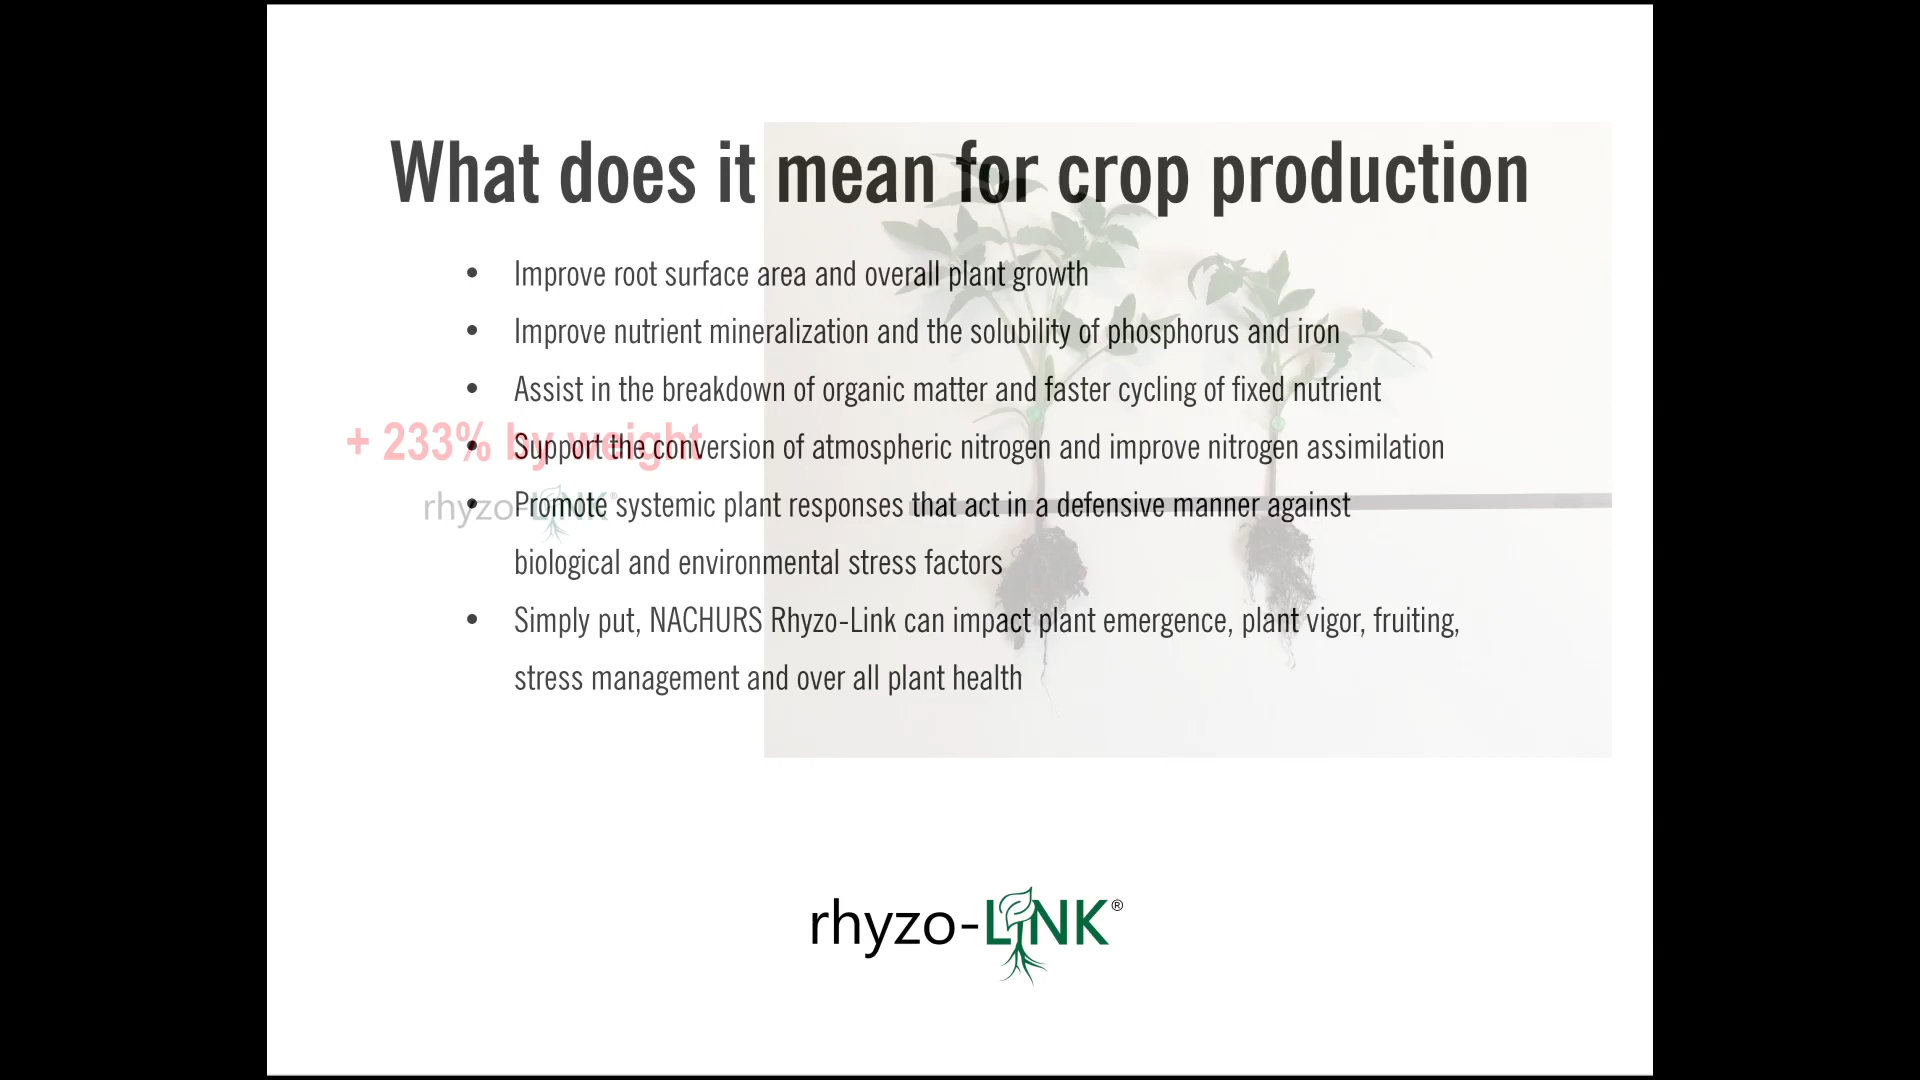 What does it mean for crop production
• Improve root surface area and overall plant growth
• Improve nutrient mineralization and the solubility of phosphorus and iron
• Assist in the breakdown of organic matter and faster cycling of fixed nutrient
+ 233% by weight
• Support the conversion of atmospheric nitrogen and improve nitrogen assimilation
rhyzo-LINK®
• Promote systemic plant responses that act in a defensive manner against
biological and environmental stress factors
• Simply put, NACHURS Rhyzo-Link can impact plant emergence, plant vigor, fruiting,
stress management and over all plant health
rhyzo-LINK®